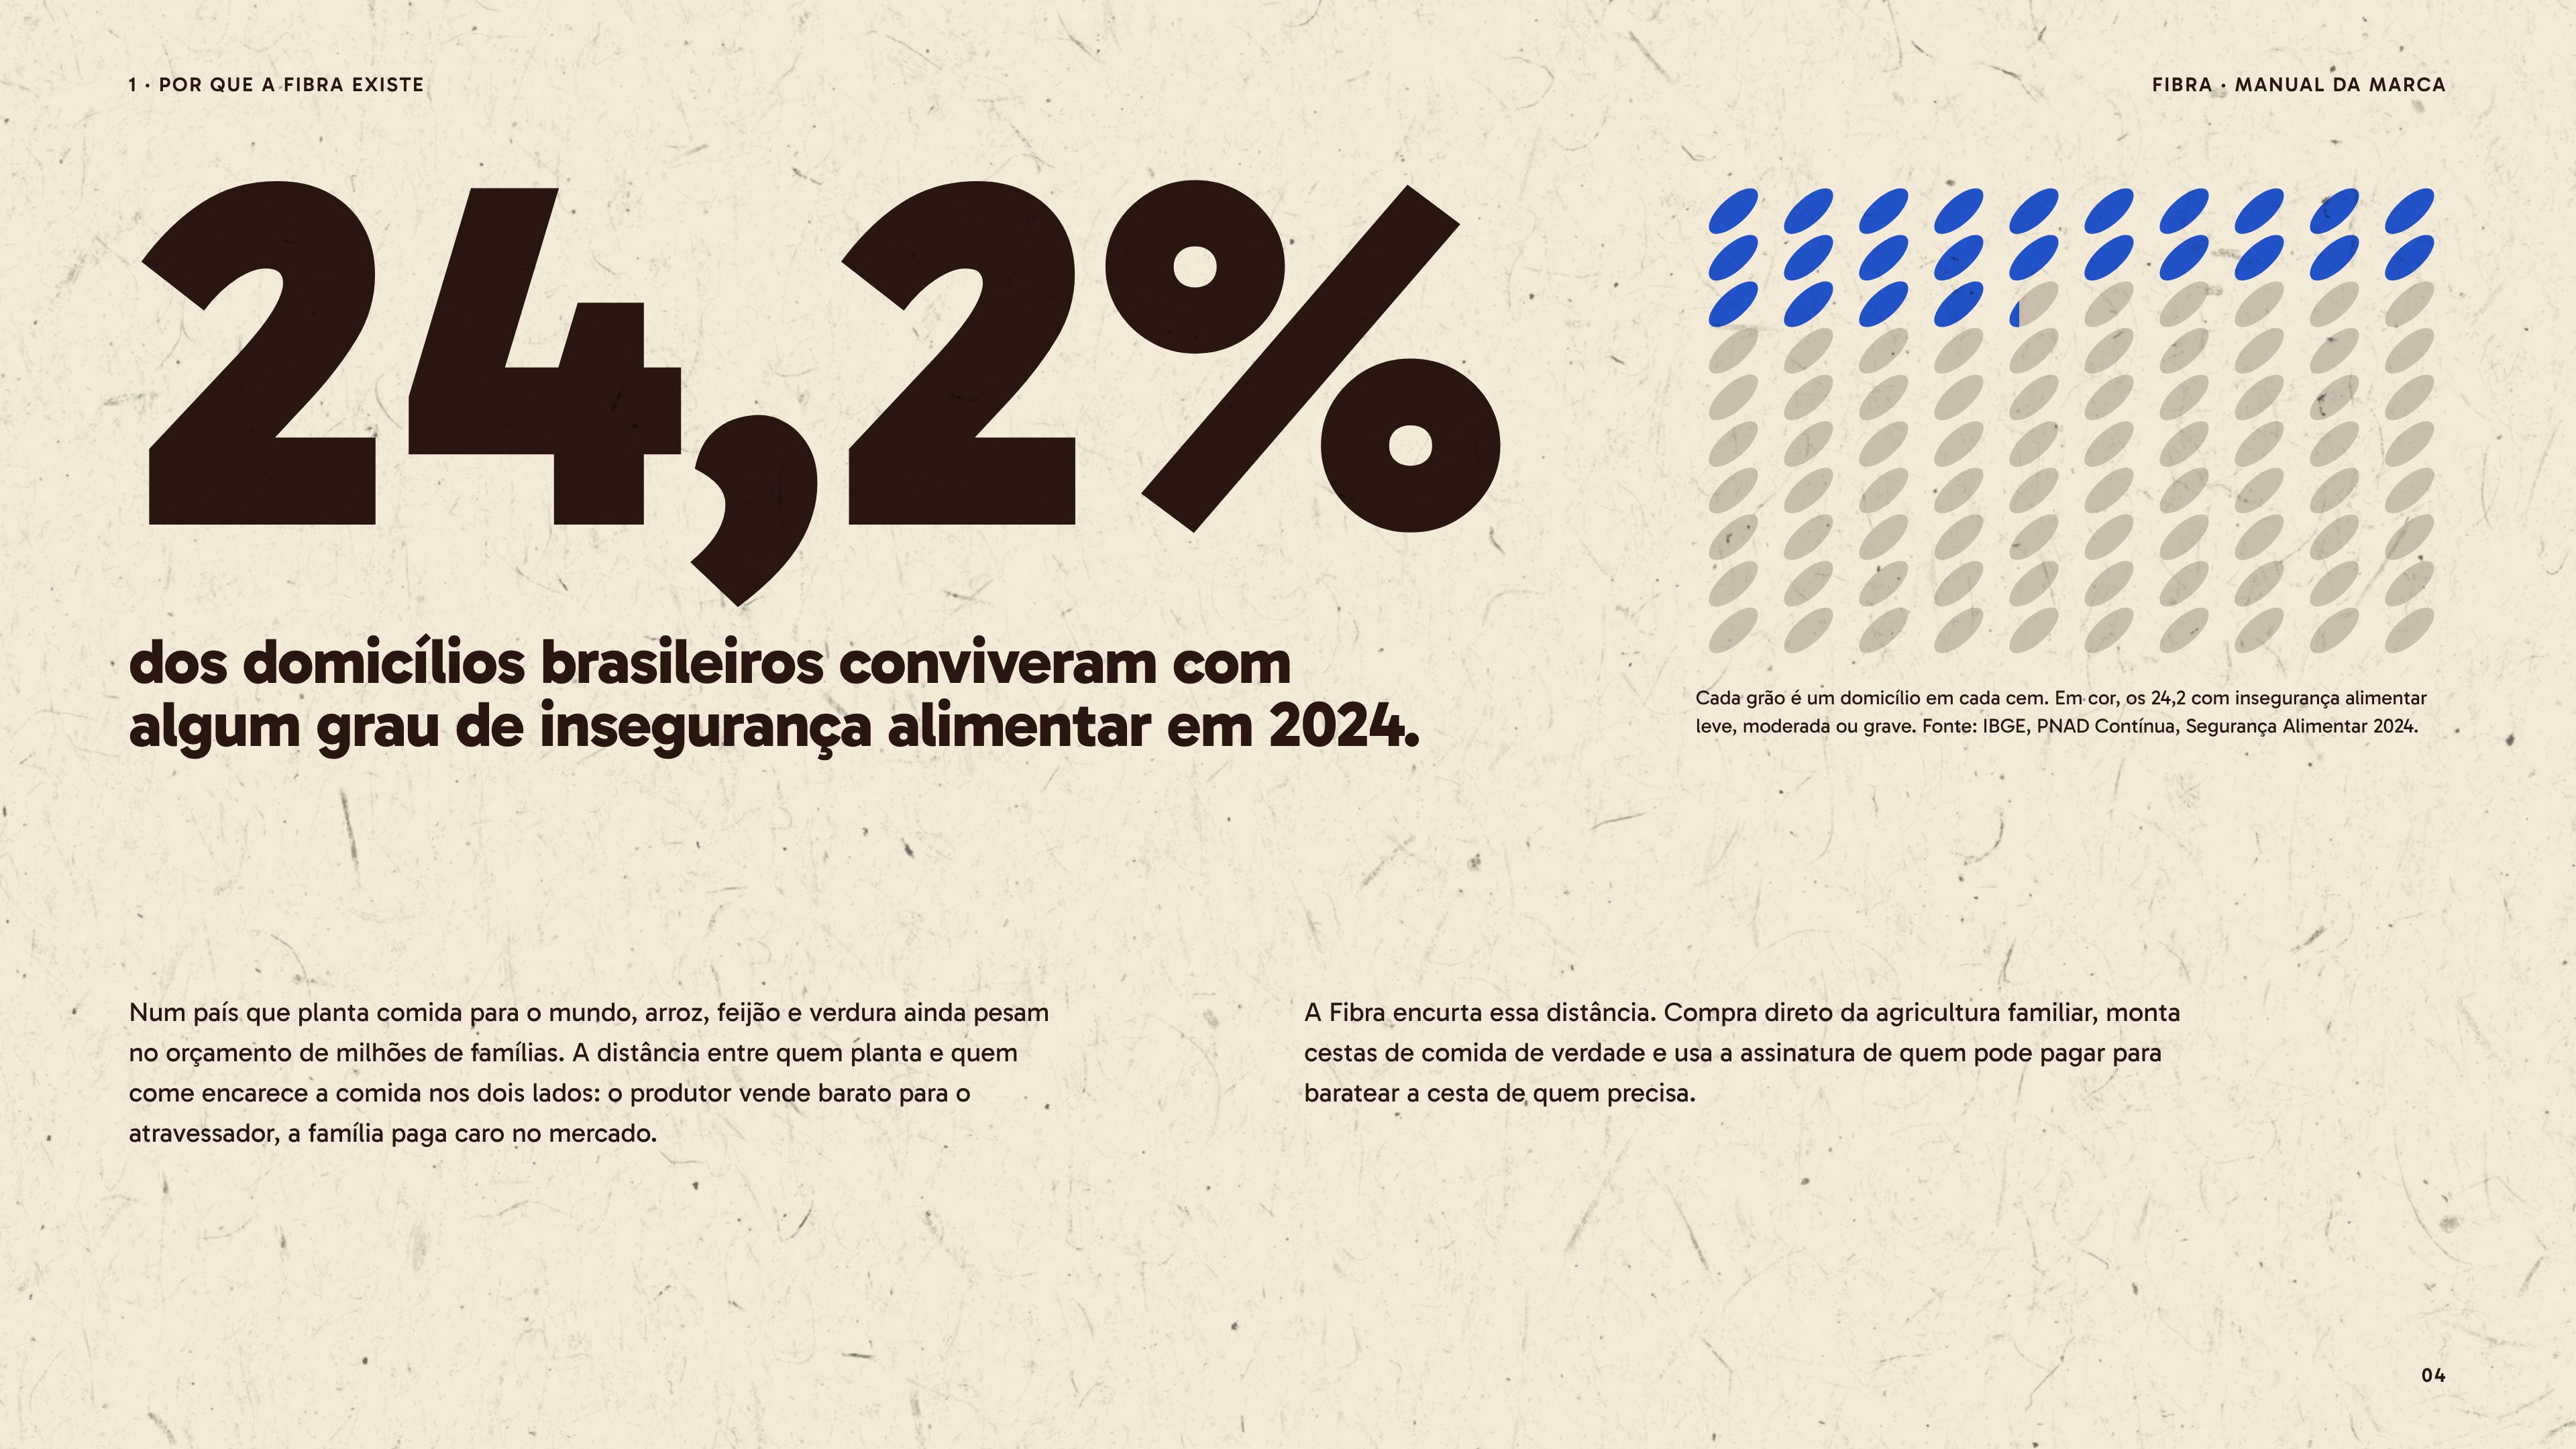 1 · POR QUE A FIBRA EXISTE
FIBRA · MANUAL DA MARCA
24,2%
dos domicílios brasileiros conviveram com
algum grau de insegurança alimentar em 2024.
Cada grão é um domicílio em cada cem. Em cor, os 24,2 com insegurança alimentar
leve, moderada ou grave. Fonte: IBGE, PNAD Contínua, Segurança Alimentar 2024.
Num país que planta comida para o mundo, arroz, feijão e verdura ainda pesam
no orçamento de milhões de famílias. A distância entre quem planta e quem
come encarece a comida nos dois lados: o produtor vende barato para o
atravessador, a família paga caro no mercado.
A Fibra encurta essa distância. Compra direto da agricultura familiar, monta
cestas de comida de verdade e usa a assinatura de quem pode pagar para
baratear a cesta de quem precisa.
04